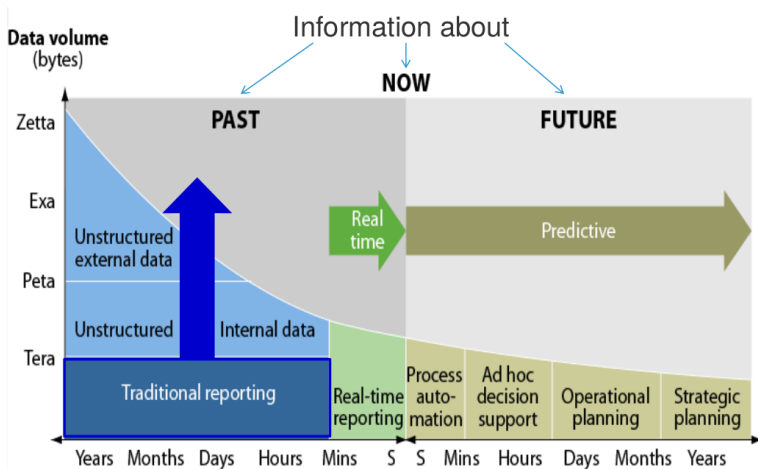 Information about
Data volume
(bytes)
NOW
PAST
FUTURE
Zetta
Exa
Peta
Tera
Unstructured
external data
Real
time
Predictive
Unstructured
Internal data
Traditional reporting
Real-time
reporting
Process
auto-
mation
Ad hoc
decision
support
Operational
planning
Strategic
planning
Years Months Days Hours Mins S S Mins Hours Days Months Years